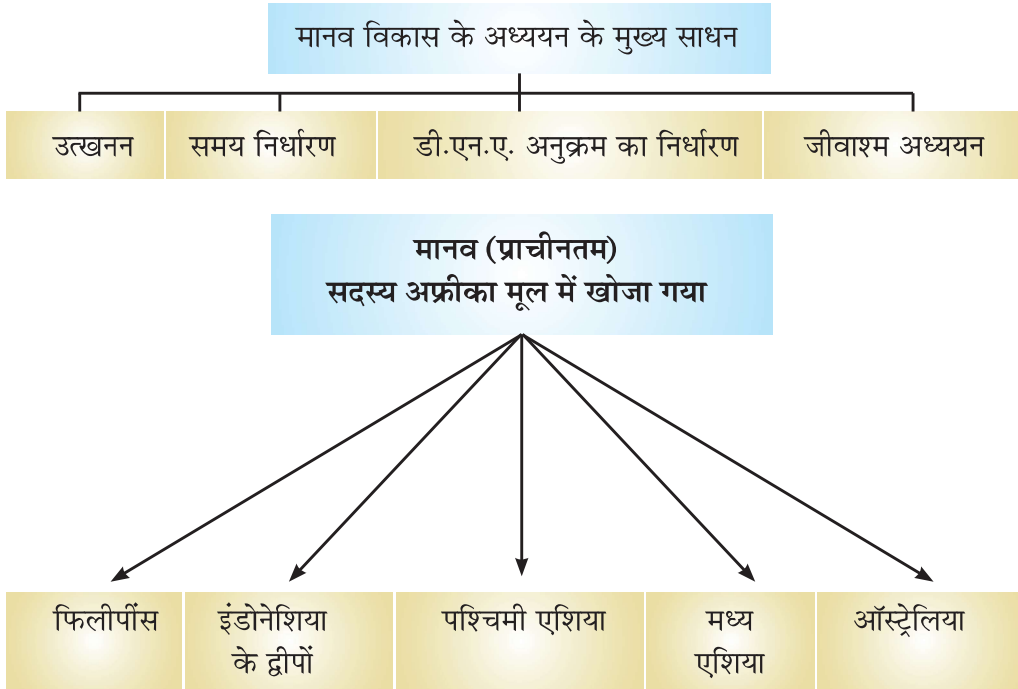 मानव विकास के अध्ययन के मुख्य साधन
उत्खनन
समय निर्धारण
डी.एन.ए. अनुक्रम का निर्धारण
जीवाश्म अध्ययन
मानव (प्राचीनतम)
सदस्य अफ्रीका मूल में खोजा गया
फिलीपींस
इंडोनेशिया
के द्वीपों
पश्चिमी एशिया
मध्य
एशिया
ऑस्ट्रेलिया